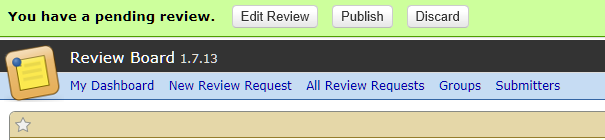 You have a pending review. Edit Review Publish Discard
Review Board 1.7.13
My Dashboard New Review Request All Review Requests Groups Submitters